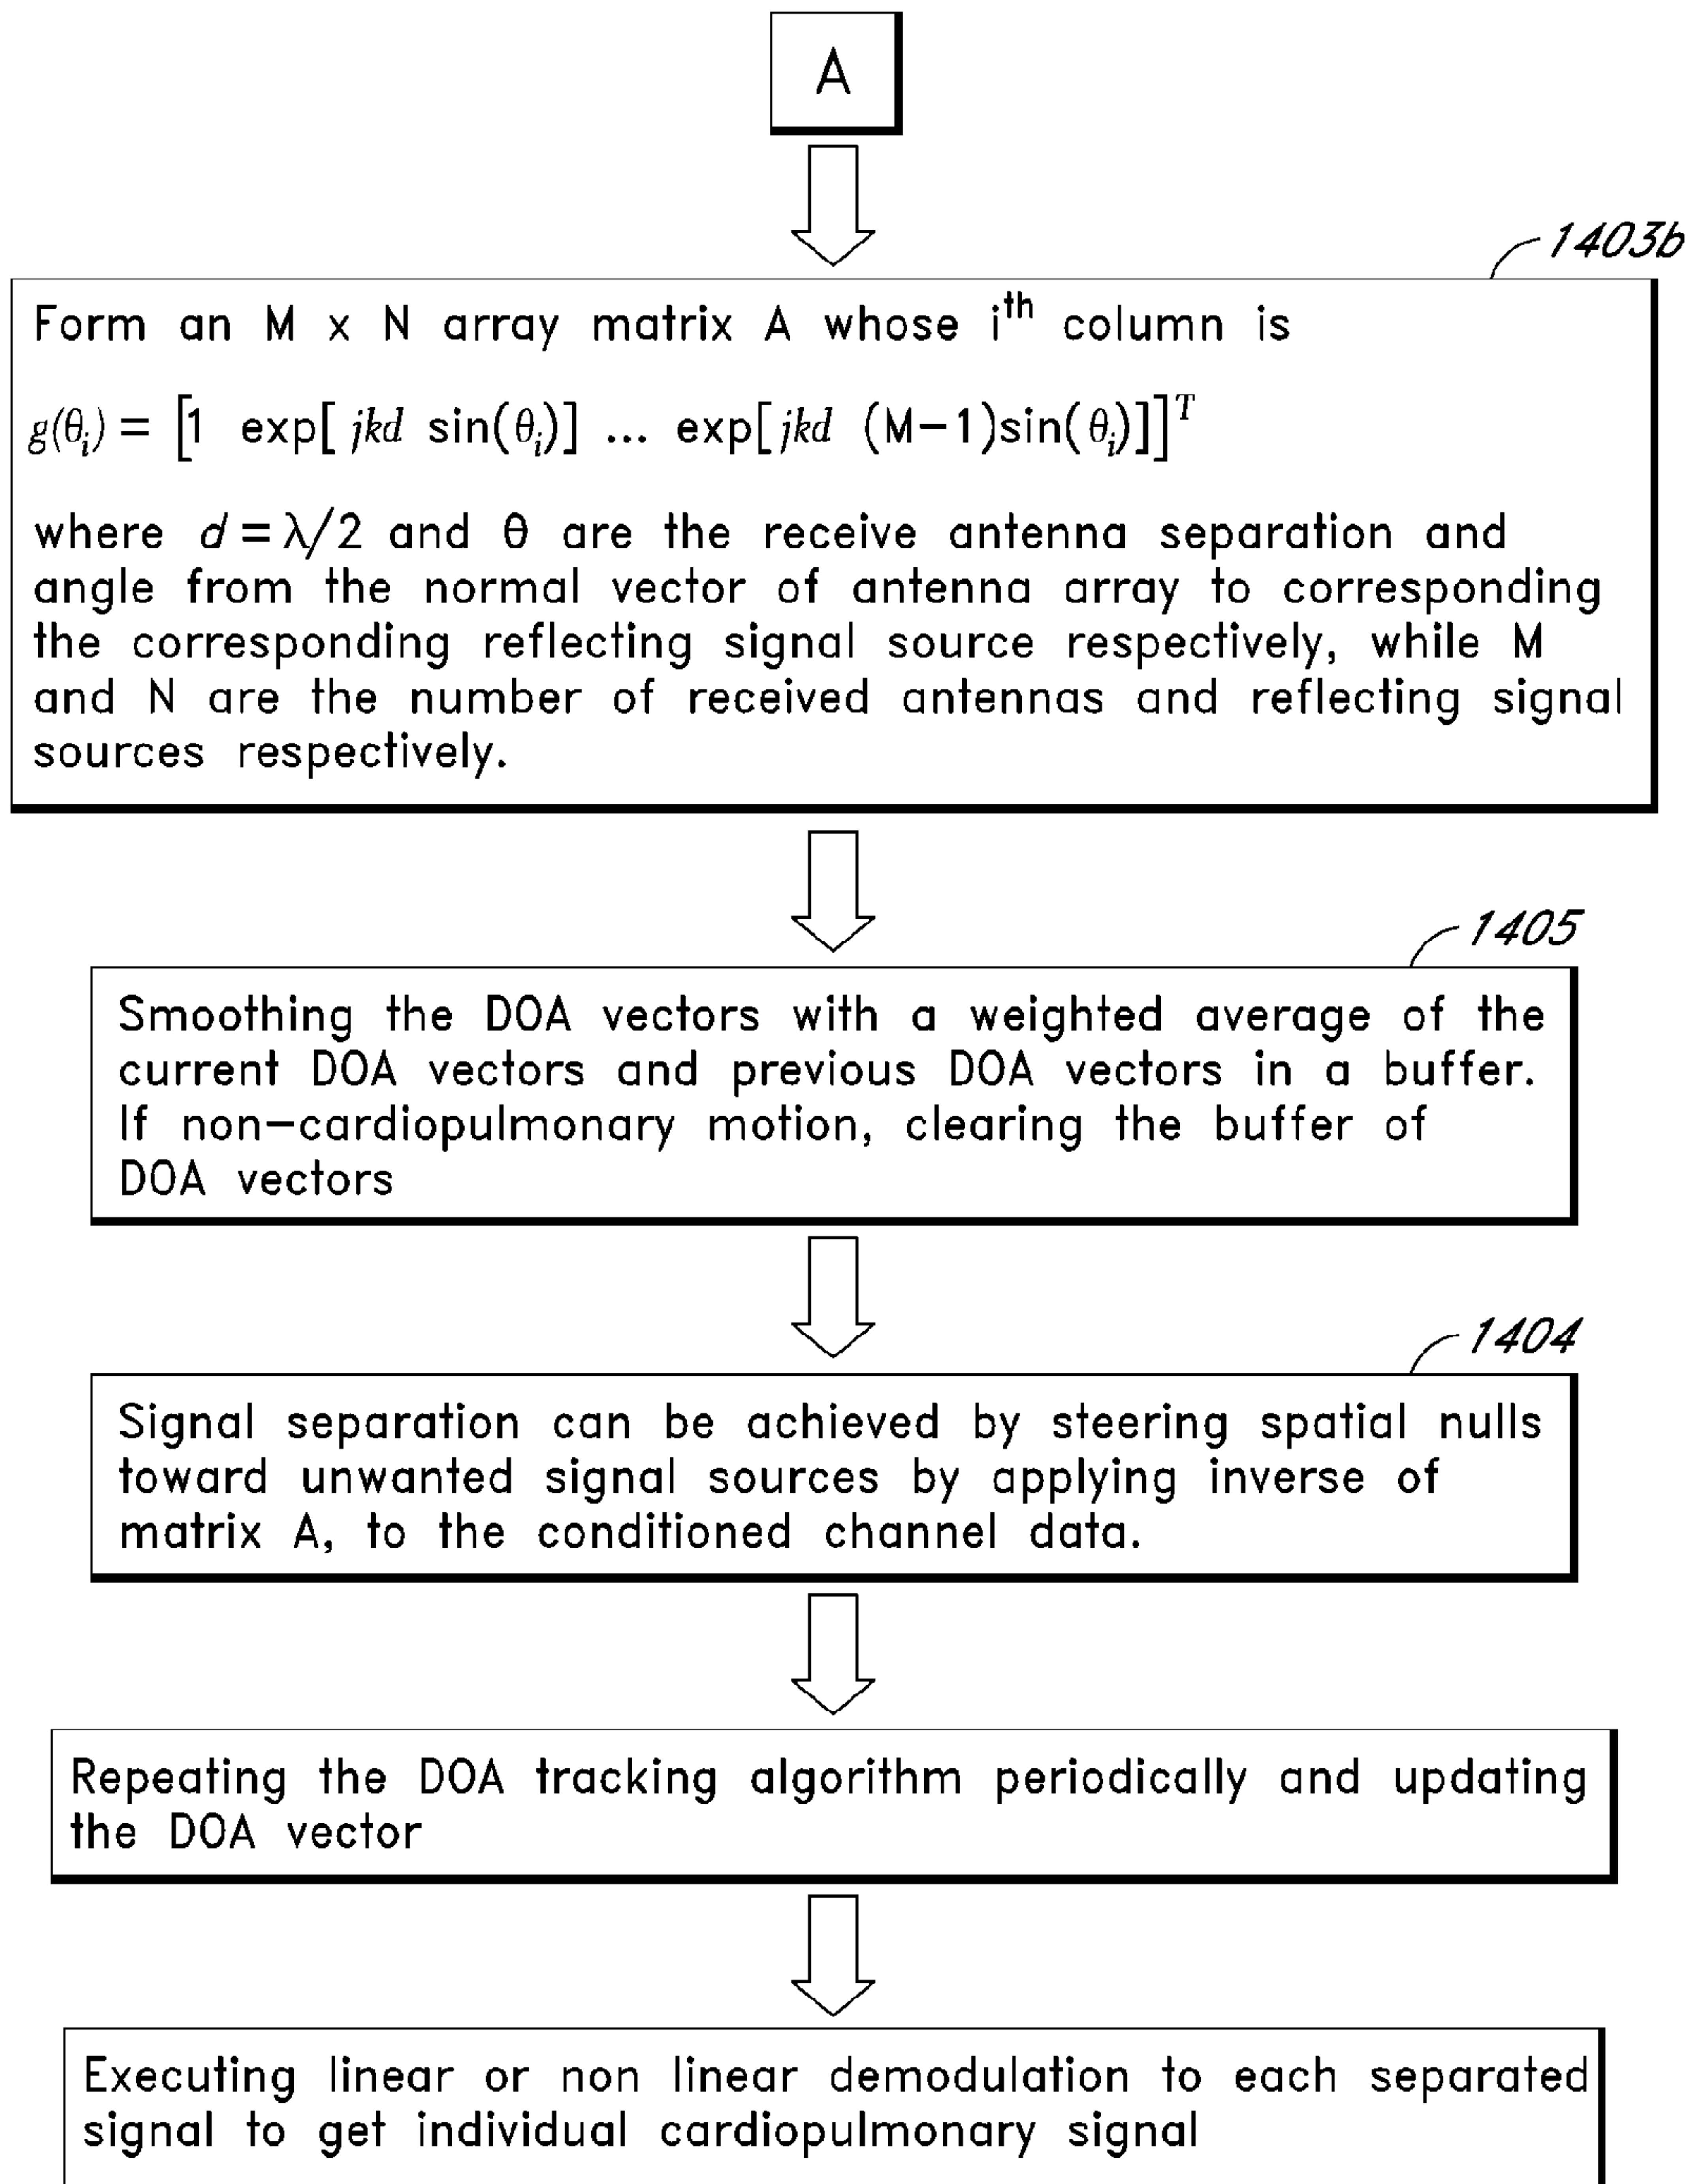 A
1403b
Form an M x N array matrix A whose iᵗʰ column is
g(θᵢ) = [1 exp[ jkd sin(θᵢ)] ... exp[ jkd (M−1)sin(θᵢ)]]ᵀ
where d = λ/2 and θ are the receive antenna separation and
angle from the normal vector of antenna array to corresponding
the corresponding reflecting signal source respectively, while M
and N are the number of received antennas and reflecting signal
sources respectively.
1405
Smoothing the DOA vectors with a weighted average of the
current DOA vectors and previous DOA vectors in a buffer.
If non-cardiopulmonary motion, clearing the buffer of
DOA vectors
1404
Signal separation can be achieved by steering spatial nulls
toward unwanted signal sources by applying inverse of
matrix A, to the conditioned channel data.
Repeating the DOA tracking algorithm periodically and updating
the DOA vector
Executing linear or non linear demodulation to each separated
signal to get individual cardiopulmonary signal